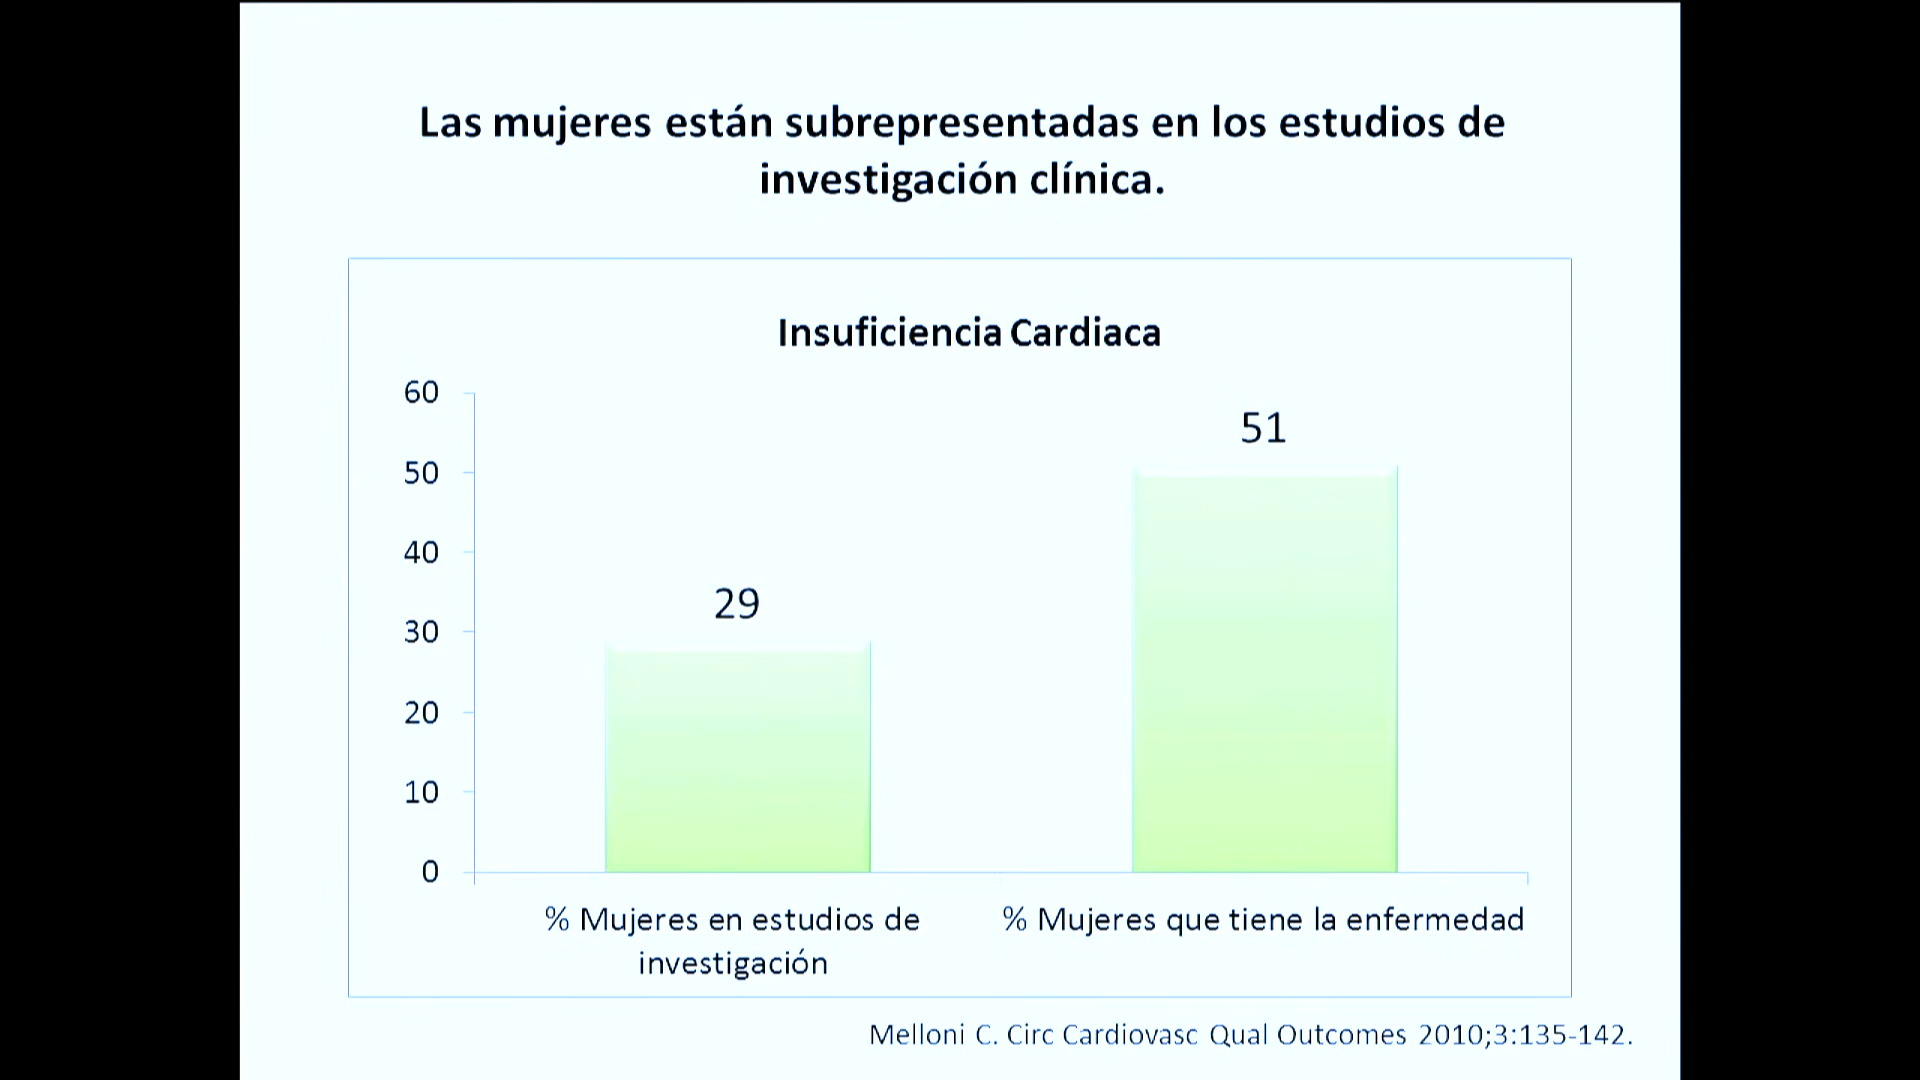 Las mujeres están subrepresentadas en los estudios de
investigación clínica.
Insuficiencia Cardiaca
60
50
40
30
20
10
0
29
51
% Mujeres en estudios de
investigación
% Mujeres que tiene la enfermedad
Melloni C. Circ Cardiovasc Qual Outcomes 2010;3:135-142.